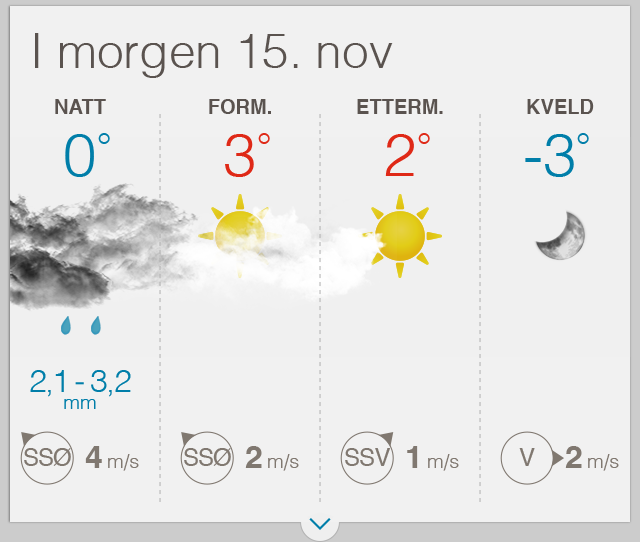 I morgen 15. nov
NATT FORM. ETTERM. KVELD
0° 3° 2° -3°
2,1 - 3,2
mm
SSØ 4 m/s SSØ 2 m/s SSV 1 m/s V 2 m/s